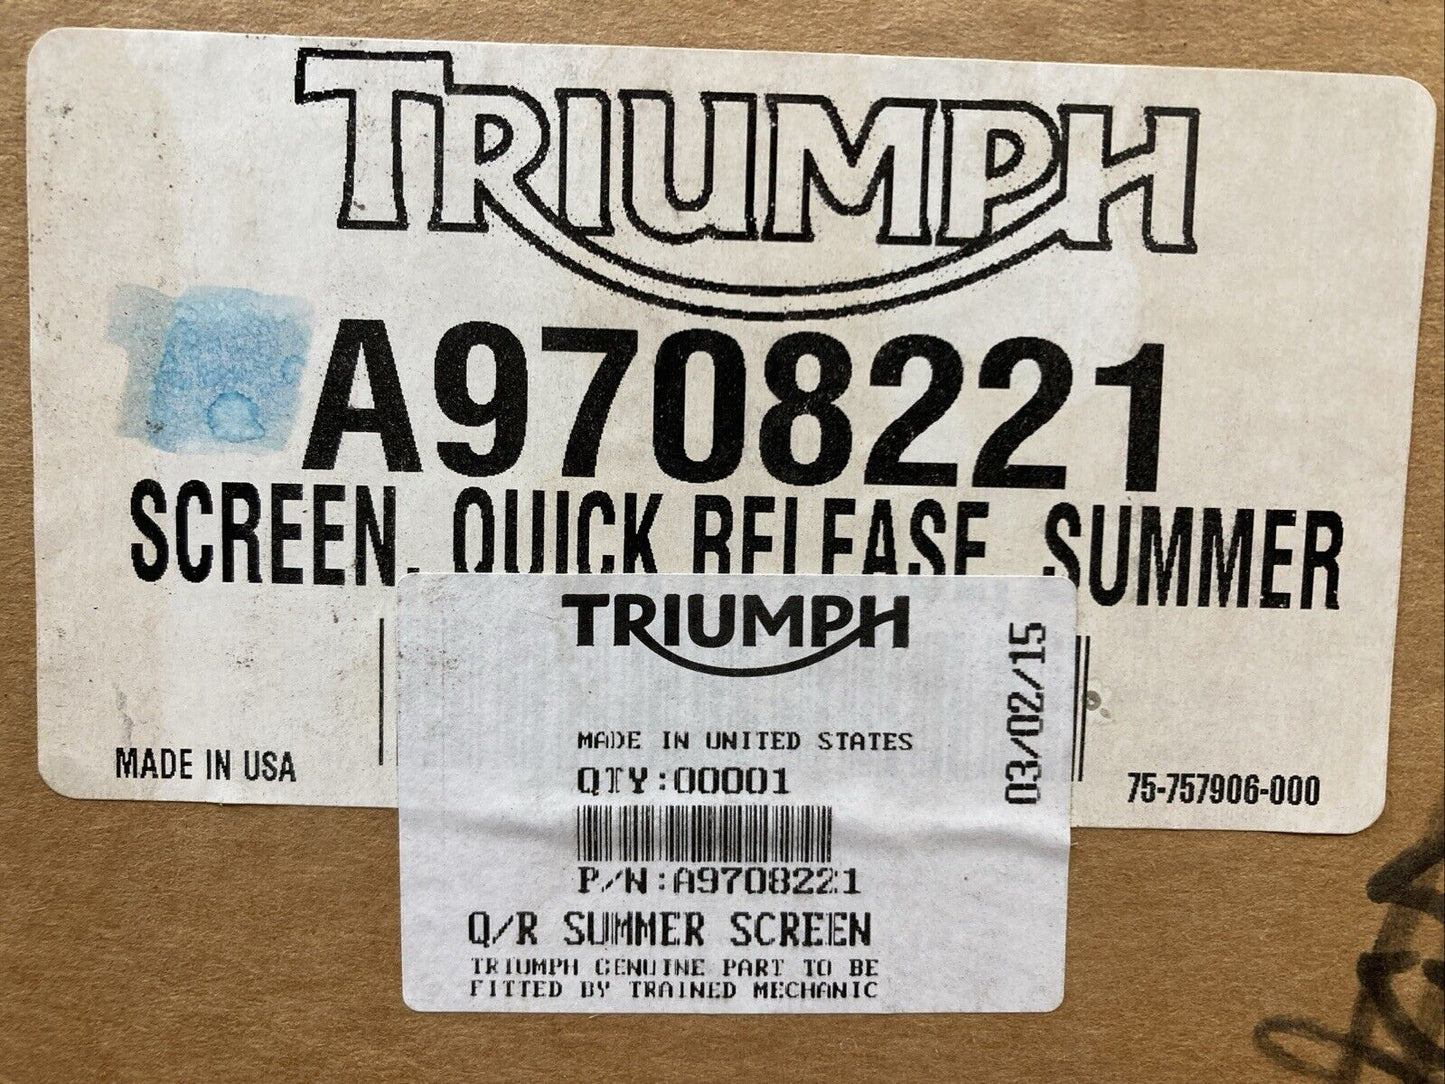 TRIUMPH
A9708221
SCREEN, QUICK RELEASE, SUMMER
TRIUMPH
03/02/15
MADE IN UNITED STATES
QTY:00001
MADE IN USA
75-757906-000
P/N:A9708221
Q/R SUMMER SCREEN
TRIUMPH GENUINE PART TO BE
FITTED BY TRAINED MECHANIC